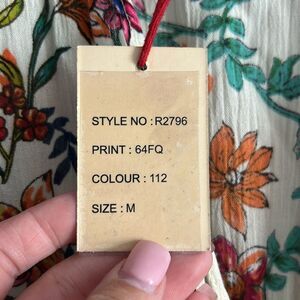 STYLE NO : R2796
PRINT : 64FQ
COLOUR : 112
SIZE : M